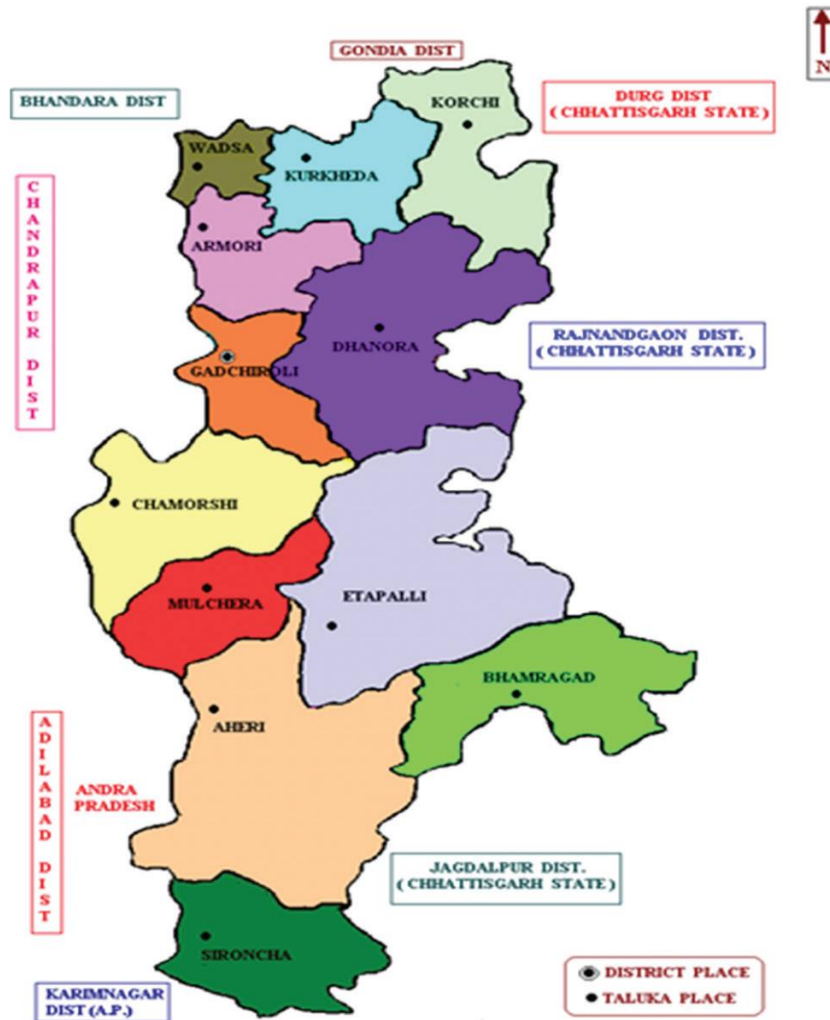 GONDIA DIST
N
BHANDARA DIST
KORCHI
DURG DIST
( CHHATTISGARH STATE )
WADSA
KURKHEDA
CHANDRAPUR DIST
ARMORI
DHANORA
RAJNANDGAON DIST.
( CHHATTISGARH STATE )
GADCHIROLI
CHAMORSHI
MULCHERA
ETAPALLI
BHAMRAGAD
AHERI
ADILABAD DIST
ANDRA
PRADESH
JAGDALPUR DIST.
( CHHATTISGARH STATE )
SIRONCHA
DISTRICT PLACE
TALUKA PLACE
KARIMNAGAR
DIST (A.P.)